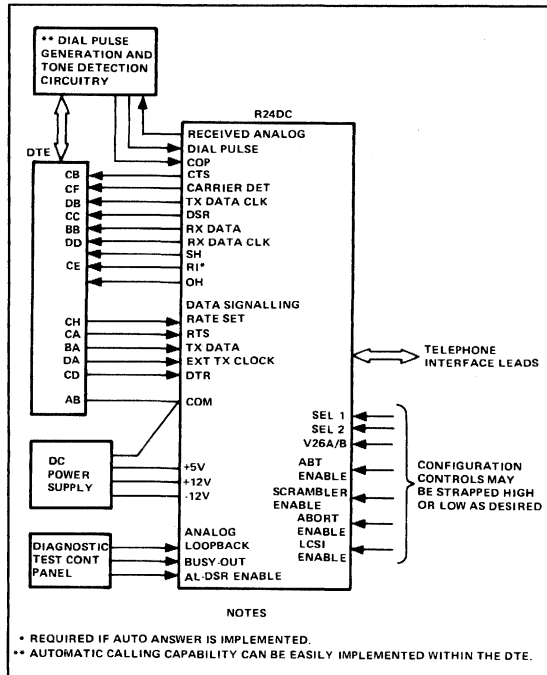 ** DIAL PULSE
GENERATION AND
TONE DETECTION
CIRCUITRY
R24DC
DTE
RECEIVED ANALOG
DIAL PULSE
COP
CB CTS
CF CARRIER DET
DB TX DATA CLK
CC DSR
BB RX DATA
DD RX DATA CLK
SH
CE RI*
OH
DATA SIGNALLING
CH RATE SET
CA RTS
BA TX DATA
DA EXT TX CLOCK
CD DTR
AB COM
TELEPHONE
INTERFACE LEADS
SEL 1
SEL 2
V26A/B
ABT
ENABLE
SCRAMBLER
ENABLE
ABORT
ENABLE
LCSI
ENABLE
CONFIGURATION
CONTROLS MAY
BE STRAPPED HIGH
OR LOW AS DESIRED
DC
POWER
SUPPLY
+5V
+12V
-12V
DIAGNOSTIC
TEST CONT
PANEL
ANALOG
LOOPBACK
BUSY-OUT
AL-DSR ENABLE
NOTES
* REQUIRED IF AUTO ANSWER IS IMPLEMENTED.
** AUTOMATIC CALLING CAPABILITY CAN BE EASILY IMPLEMENTED WITHIN THE DTE.